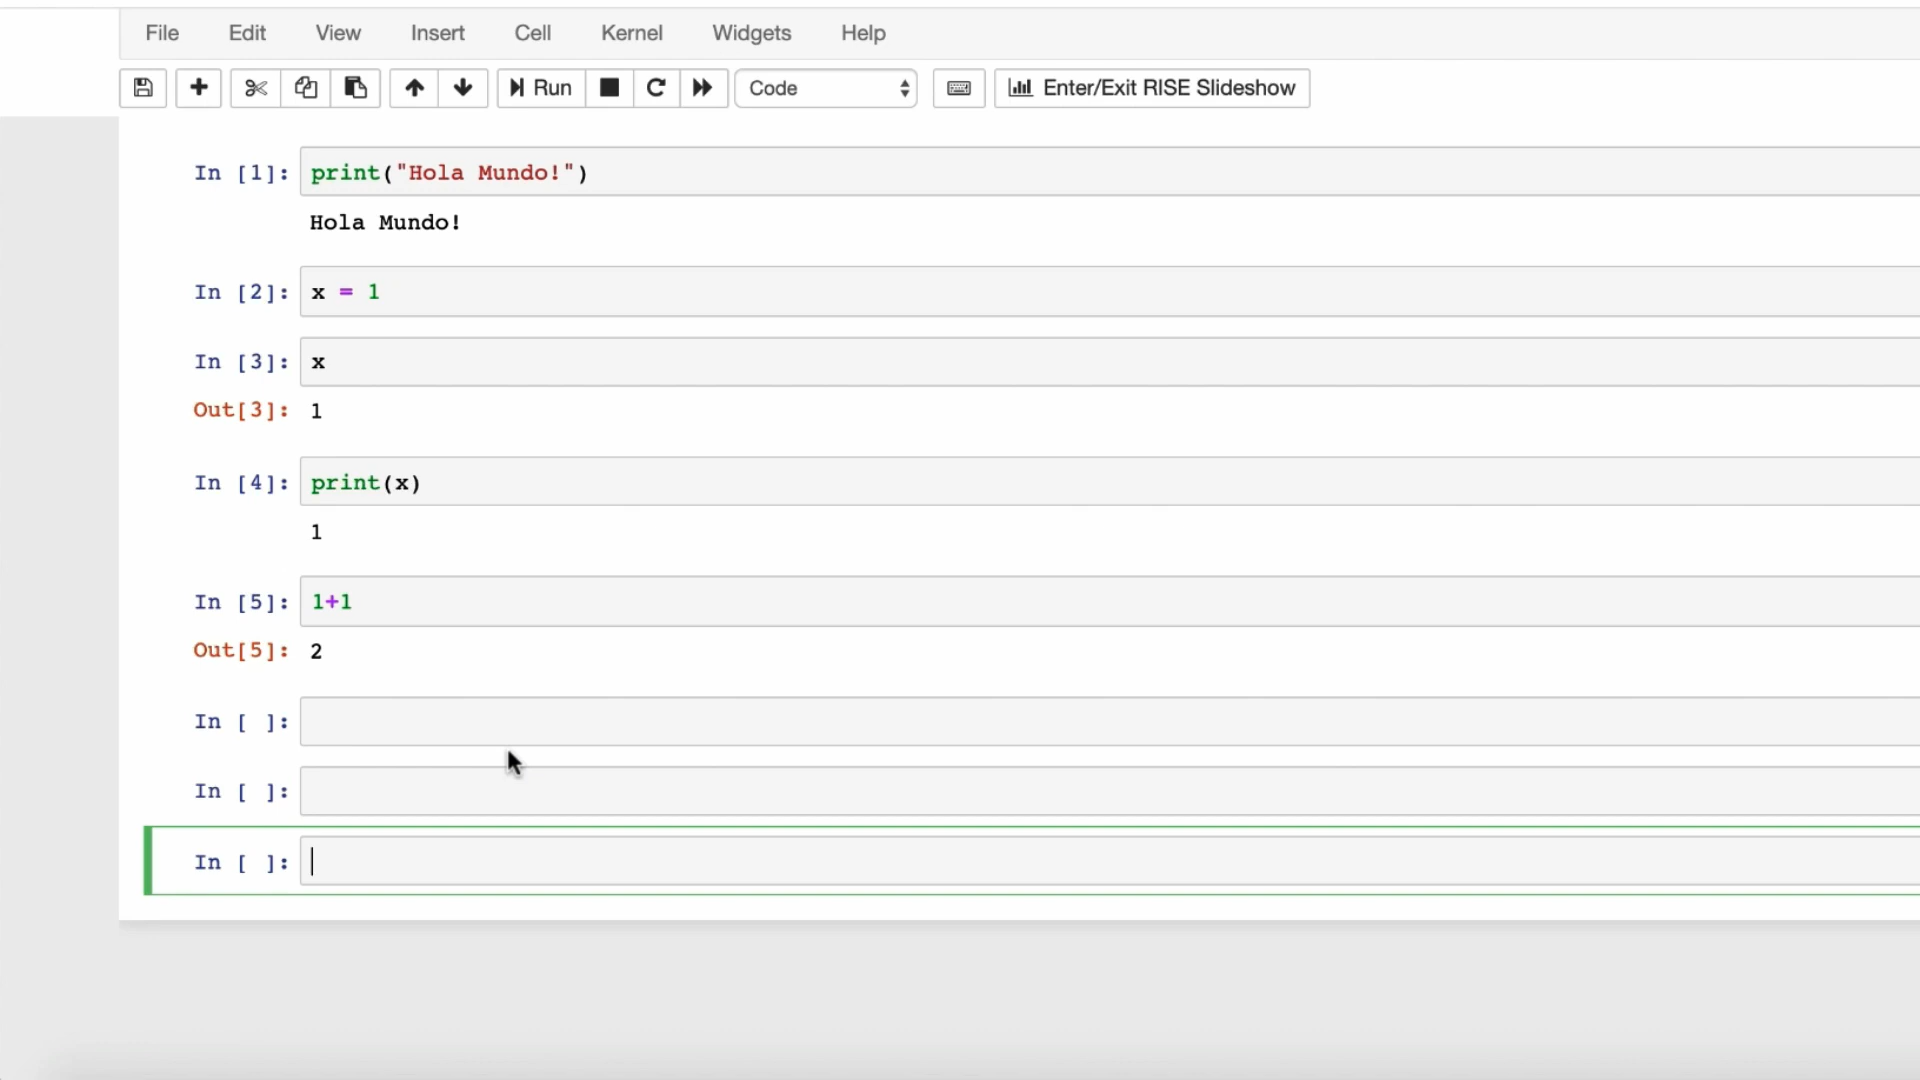 File Edit View Insert Cell Kernel Widgets Help
Run Code Enter/Exit RISE Slideshow
In [1]: print("Hola Mundo!")
Hola Mundo!
In [2]: x = 1
In [3]: x
Out[3]: 1
In [4]: print(x)
1
In [5]: 1+1
Out[5]: 2
In [ ]:
In [ ]:
In [ ]: